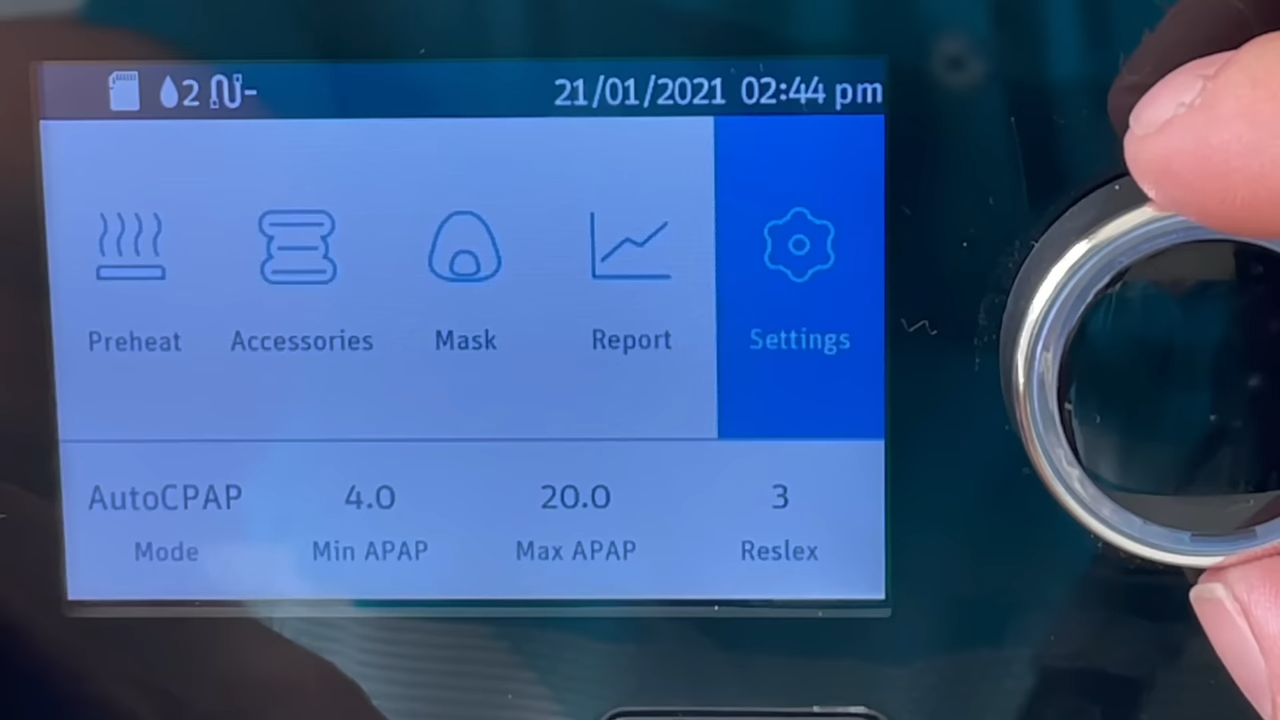 2 - 21/01/2021 02:44 pm
Preheat Accessories Mask Report Settings
AutoCPAP 4.0 20.0 3
Mode Min APAP Max APAP Reslex